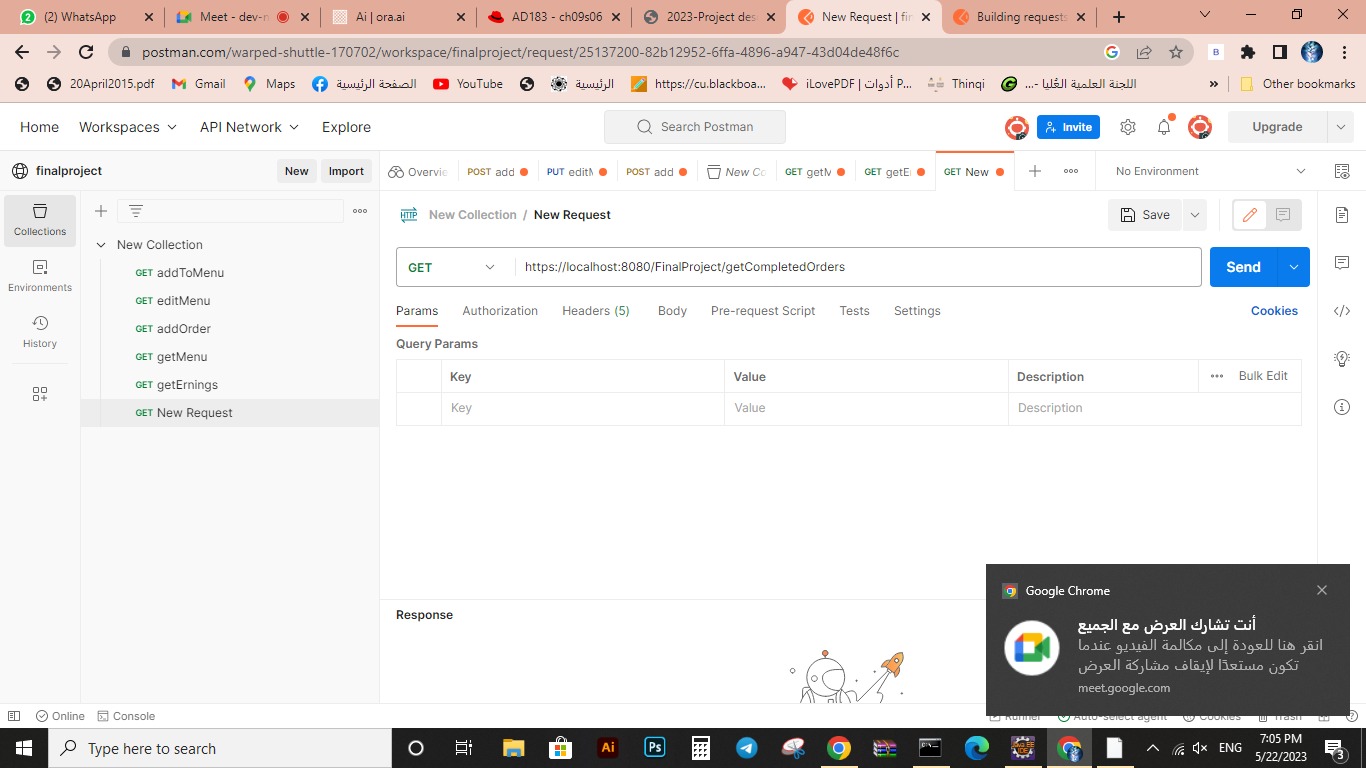 (2) WhatsApp
Meet - dev-r
Ai | ora.ai
AD183 - ch09s06
2023-Project des
New Request | fin
Building requests
postman.com/warped-shuttle-170702/workspace/finalproject/request/25137200-82b12952-6ffa-4896-a947-43d04de48f6c
20April2015.pdf
Gmail
Maps
الصفحة الرئيسية
YouTube
الرئيسية
https://cu.blackboa...
iLovePDF | أدوات P...
Thinqi
اللجنة العلمية العُليا -...
»
Other bookmarks
Home
Workspaces
API Network
Explore
Search Postman
Invite
Upgrade
finalproject
New
Import
Overvie
POST add
PUT editM
POST add
New Co
GET getM
GET getE
GET New
No Environment
Collections
Environments
History
New Collection
GET addToMenu
GET editMenu
GET addOrder
GET getMenu
GET getErnings
GET New Request
HTTP
New Collection / New Request
Save
GET
https://localhost:8080/FinalProject/getCompletedOrders
Send
Params
Authorization
Headers (5)
Body
Pre-request Script
Tests
Settings
Cookies
Query Params
Key
Value
Description
Bulk Edit
Key
Value
Description
Response
Google Chrome
أنت تشارك العرض مع الجميع
انقر هنا للعودة إلى مكالمة الفيديو عندما
تكون مستعدًا لإيقاف مشاركة العرض
meet.google.com
Online
Console
Runner
Auto-select agent
Cookies
Trash
Type here to search
Ai
Ps
ENG
7:05 PM
5/22/2023
3